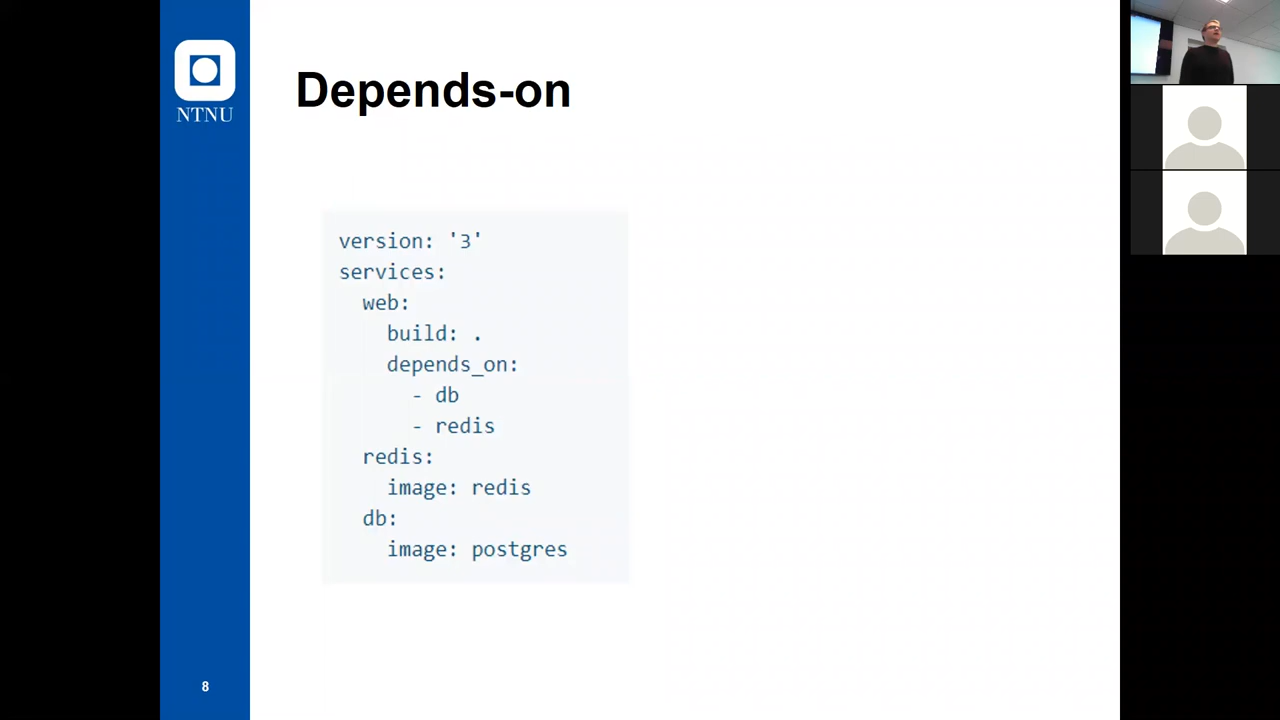 NTNU
Depends-on
version: '3'
services:
  web:
    build: .
    depends_on:
      - db
      - redis
  redis:
    image: redis
  db:
    image: postgres
8